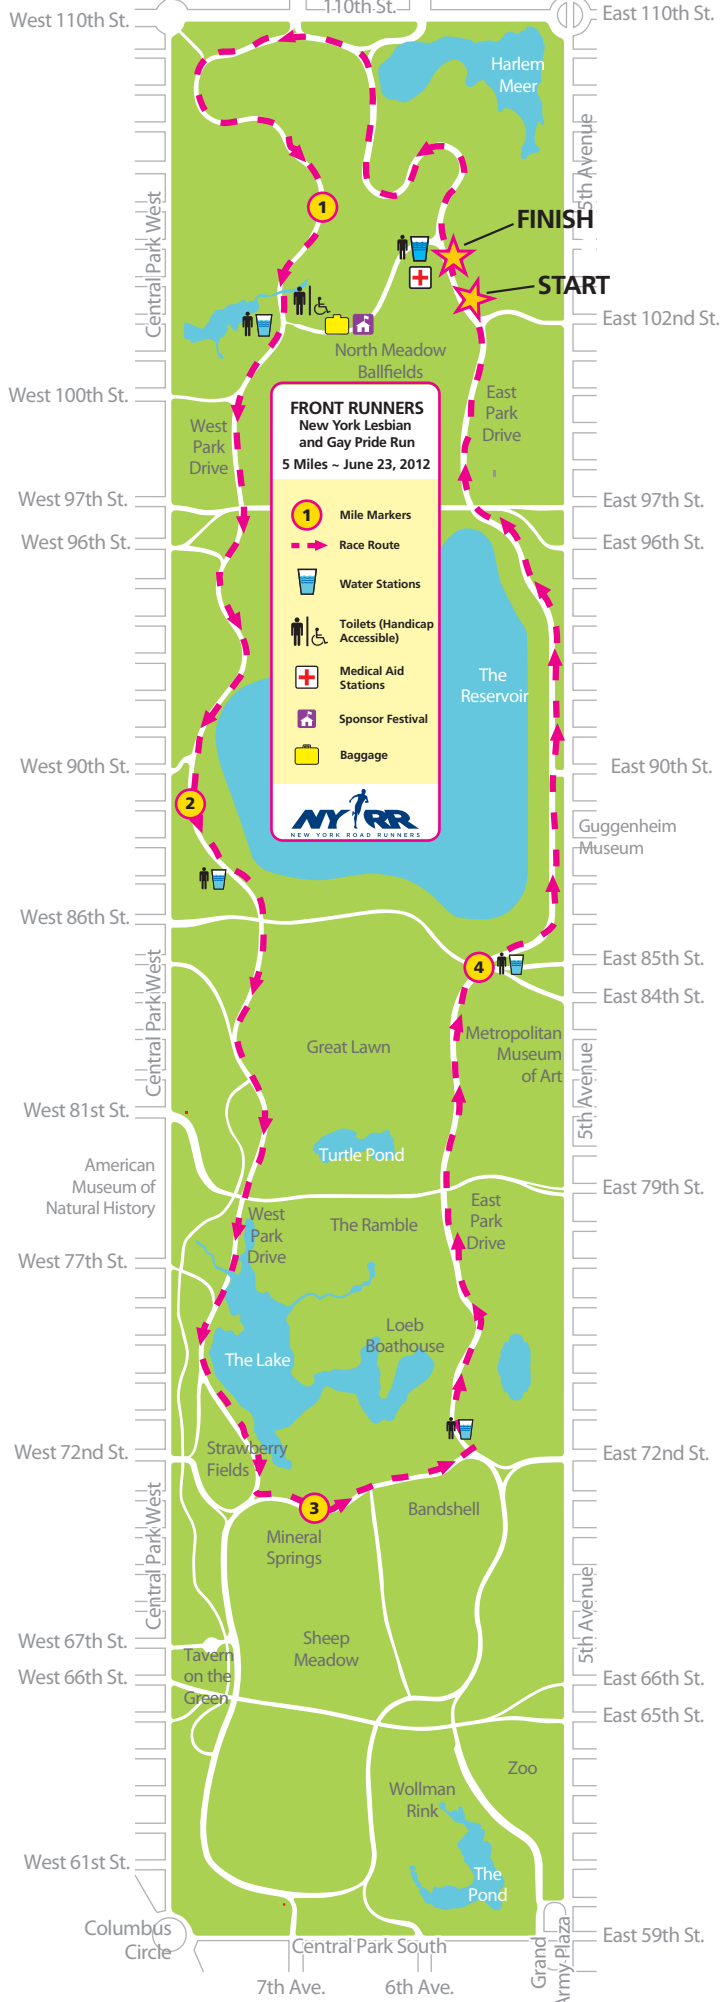 110th St.
West 110th St.
East 110th St.
Harlem
Meer
5th Avenue
1
Central Park West
FINISH
START
East 102nd St.
North Meadow
Ballfields
West 100th St.
East
Park
Drive
West
Park
Drive
FRONT RUNNERS
New York Lesbian
and Gay Pride Run
5 Miles ~ June 23, 2012
1
Mile Markers
Race Route
Water Stations
Toilets (Handicap
Accessible)
Medical Aid
Stations
Sponsor Festival
Baggage
NYRR
NEW YORK ROAD RUNNERS
West 97th St.
East 97th St.
West 96th St.
East 96th St.
The
Reservoir
West 90th St.
East 90th St.
2
Guggenheim
Museum
West 86th St.
4
East 85th St.
East 84th St.
Central Park West
Great Lawn
Metropolitan
Museum
of Art
5th Avenue
West 81st St.
Turtle Pond
American
Museum of
Natural History
East 79th St.
West
Park
Drive
The Ramble
East
Park
Drive
West 77th St.
Loeb
Boathouse
The Lake
West 72nd St.
Strawberry
Fields
East 72nd St.
3
Bandshell
Central Park West
Mineral
Springs
5th Avenue
West 67th St.
Sheep
Meadow
Tavern
on the
Green
West 66th St.
East 66th St.
East 65th St.
Zoo
Wollman
Rink
West 61st St.
The
Pond
Columbus
Circle
Central Park South
Grand
Army Plaza
East 59th St.
7th Ave.
6th Ave.